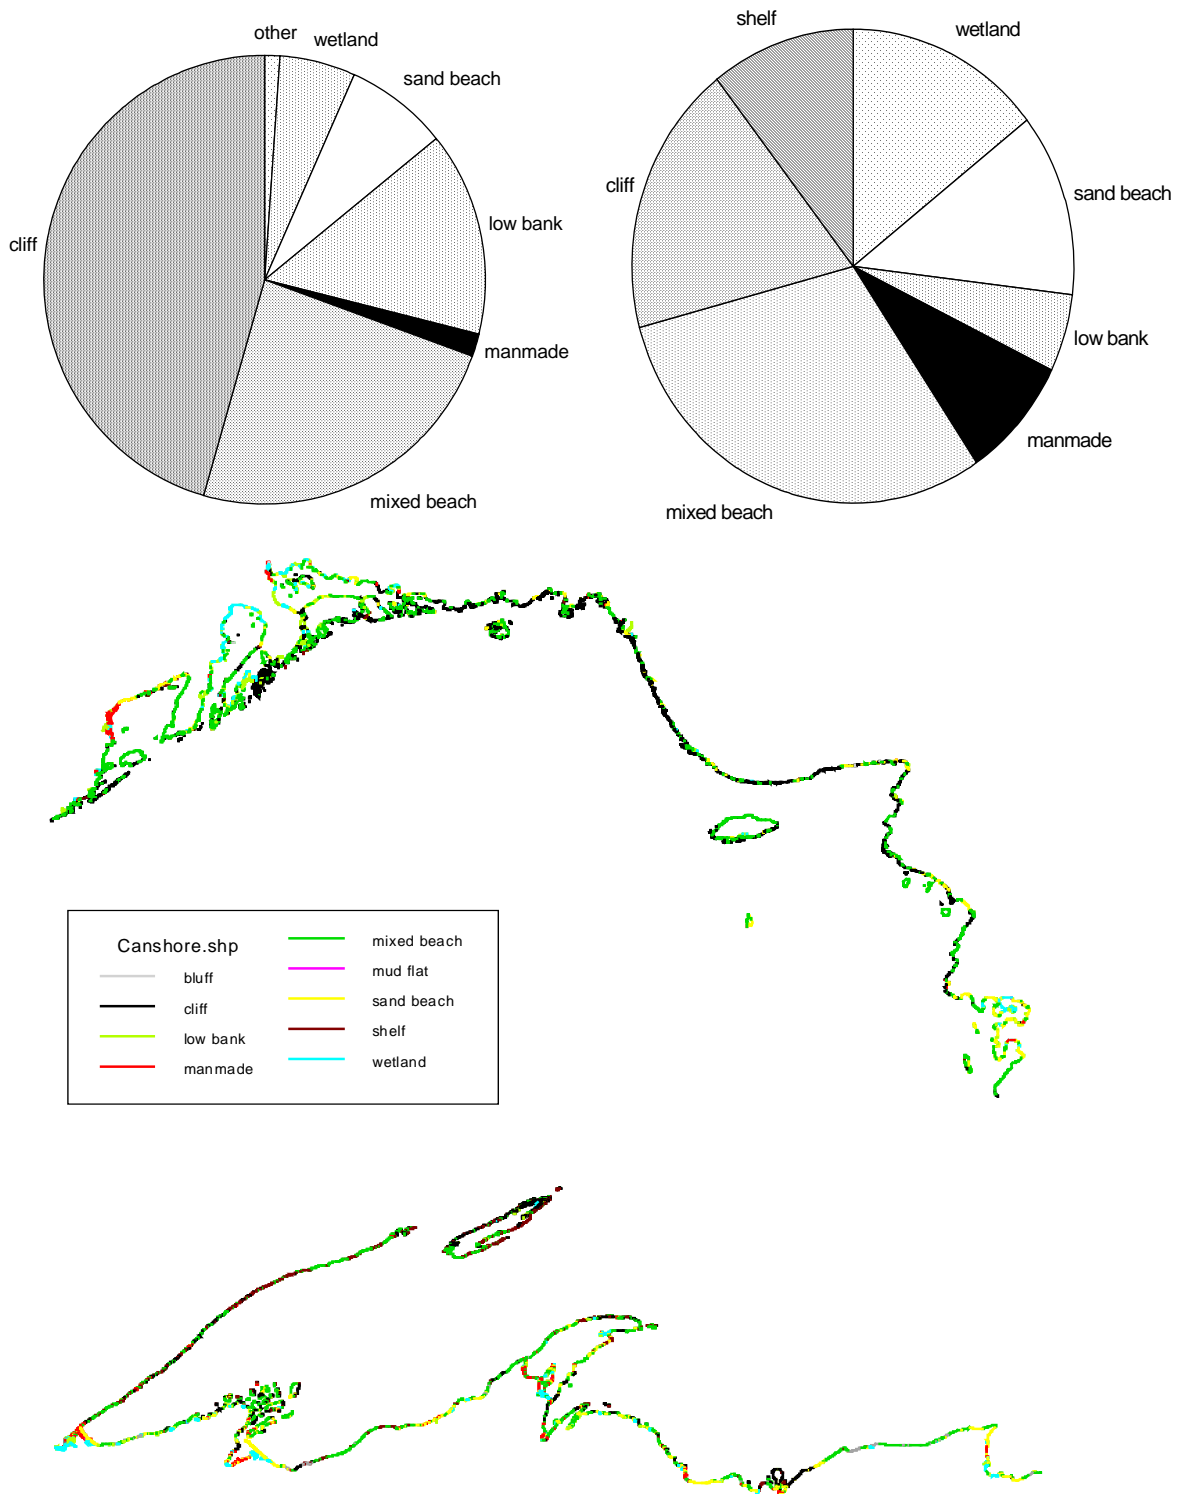 other
wetland
sand beach
low bank
manmade
mixed beach
cliff
shelf
wetland
sand beach
low bank
manmade
mixed beach
cliff
Canshore.shp
bluff
cliff
low bank
manmade
mixed beach
mud flat
sand beach
shelf
wetland